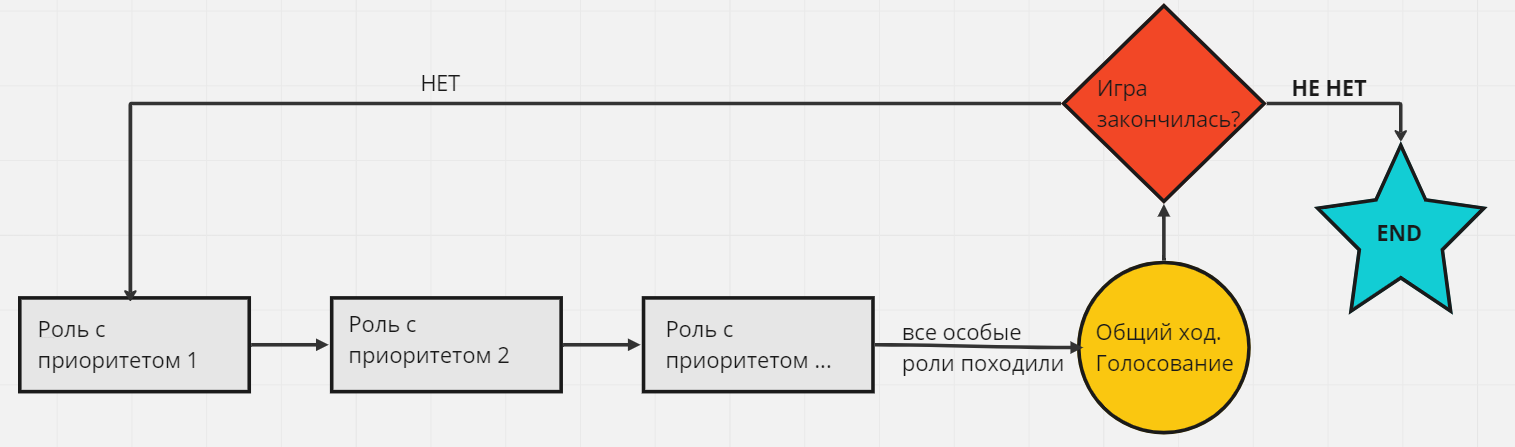 НЕТ
Игра
закончилась?
НЕ НЕТ
END
Роль с
приоритетом 1
Роль с
приоритетом 2
Роль с
приоритетом ...
все особые
роли походили
Общий ход.
Голосование